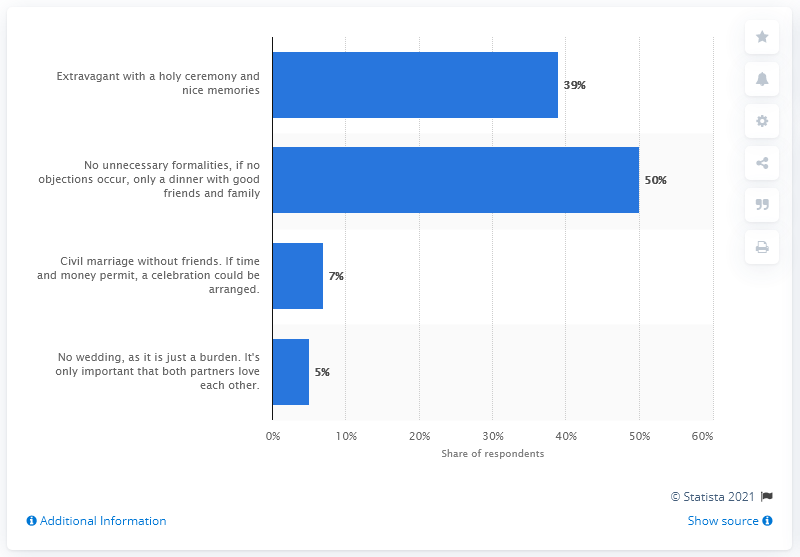 Extravagant with a holy ceremony and
nice memories
39%
No unnecessary formalities, if no
objections occur, only a dinner with good
friends and family
50%
Civil marriage without friends. If time
and money permit, a celebration could be
arranged.
7%
No wedding, as it is just a burden. It's
only important that both partners love
each other.
5%
0% 10% 20% 30% 40% 50% 60%
Share of respondents
© Statista 2021
Additional Information
Show source